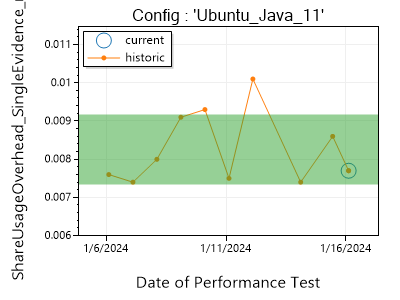 Config : 'Ubuntu_Java_11'
ShareUsageOverhead_SingleEvidence_
current
historic
0.011
0.01
0.009
0.008
0.007
0.006
1/6/2024
1/11/2024
1/16/2024
Date of Performance Test